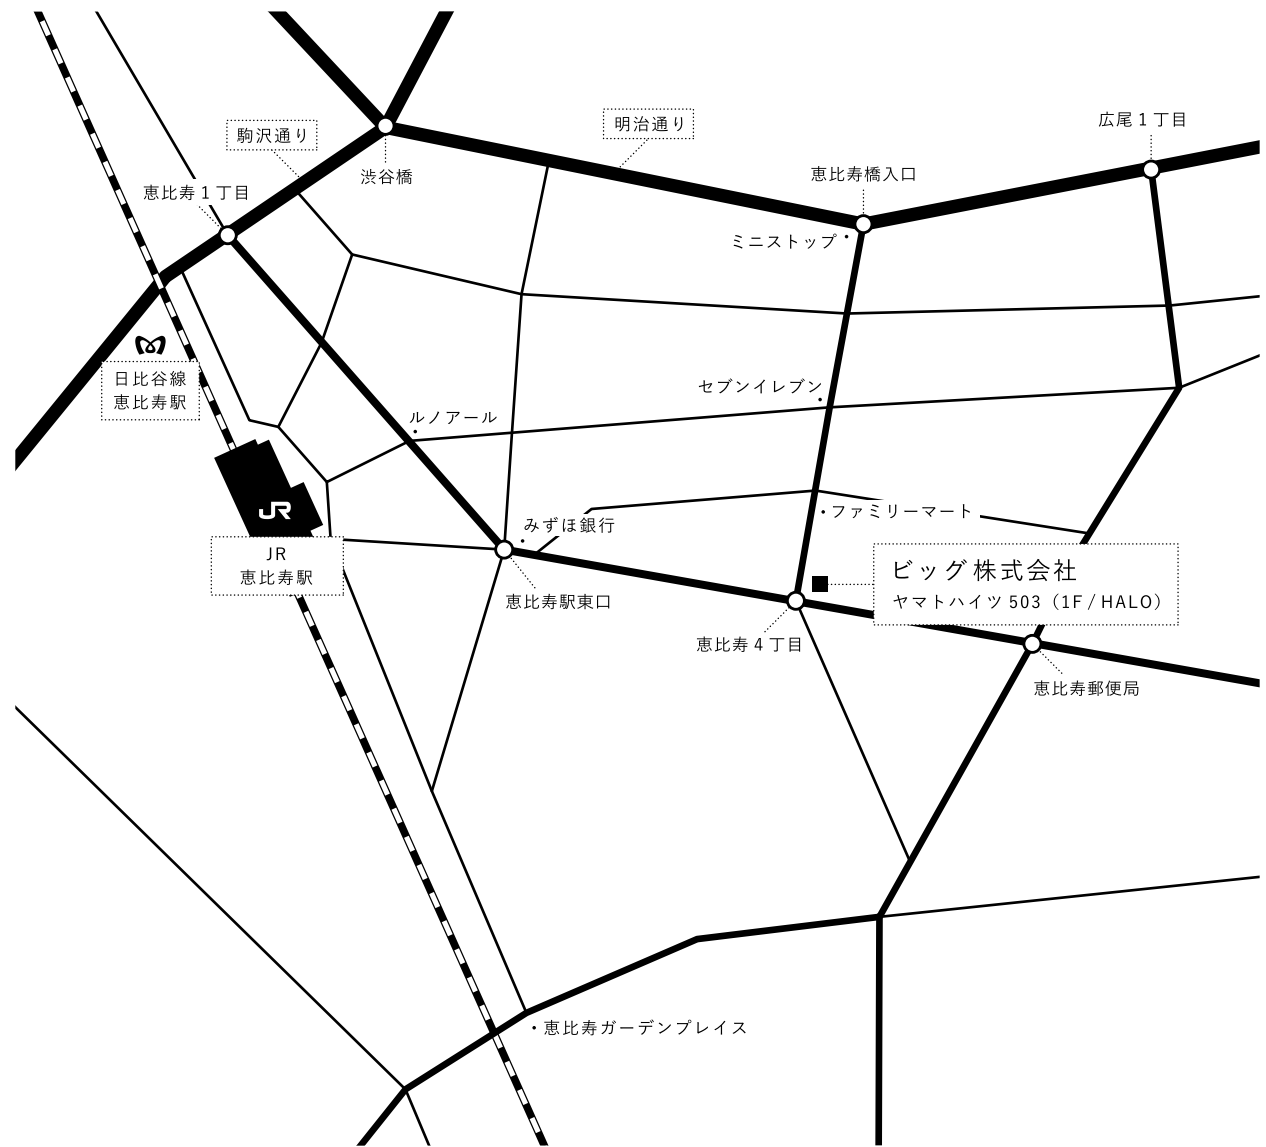 広尾1丁目
明治通り
駒沢通り
恵比寿橋入口
渋谷橋
恵比寿1丁目
ミニストップ
日比谷線
恵比寿駅
セブンイレブン
ルノアール
JR
ファミリーマート
みずほ銀行
JR
恵比寿駅
ビッグ株式会社
ヤマトハイツ503（1F/HALO）
恵比寿駅東口
恵比寿4丁目
恵比寿郵便局
恵比寿ガーデンプレイス